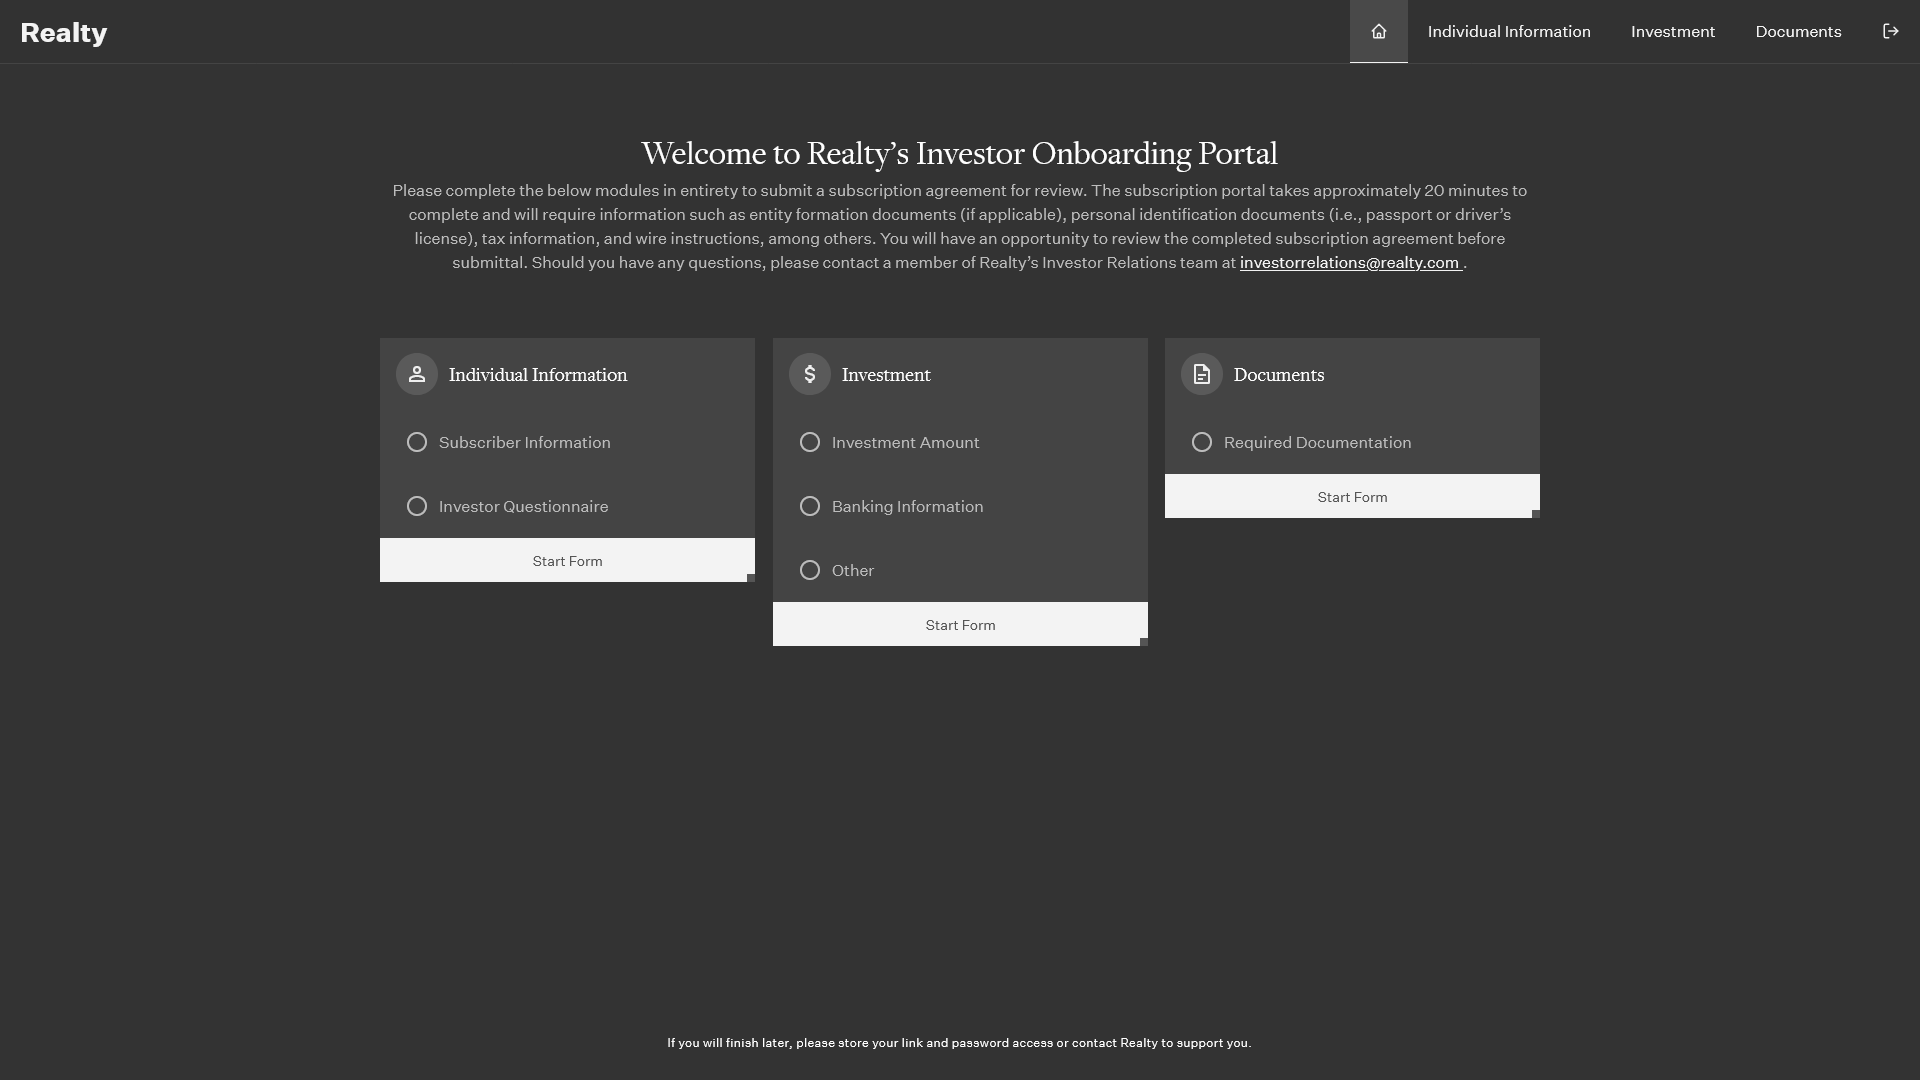 Realty
Individual Information
Investment
Documents
Welcome to Realty’s Investor Onboarding Portal
Please complete the below modules in entirety to submit a subscription agreement for review. The subscription portal takes approximately 20 minutes to
complete and will require information such as entity formation documents (if applicable), personal identification documents (i.e., passport or driver’s
license), tax information, and wire instructions, among others. You will have an opportunity to review the completed subscription agreement before
submittal. Should you have any questions, please contact a member of Realty’s Investor Relations team at investorrelations@realty.com .
Individual Information
Subscriber Information
Investor Questionnaire
Start Form
Investment
Investment Amount
Banking Information
Other
Start Form
Documents
Required Documentation
Start Form
If you will finish later, please store your link and password access or contact Realty to support you.